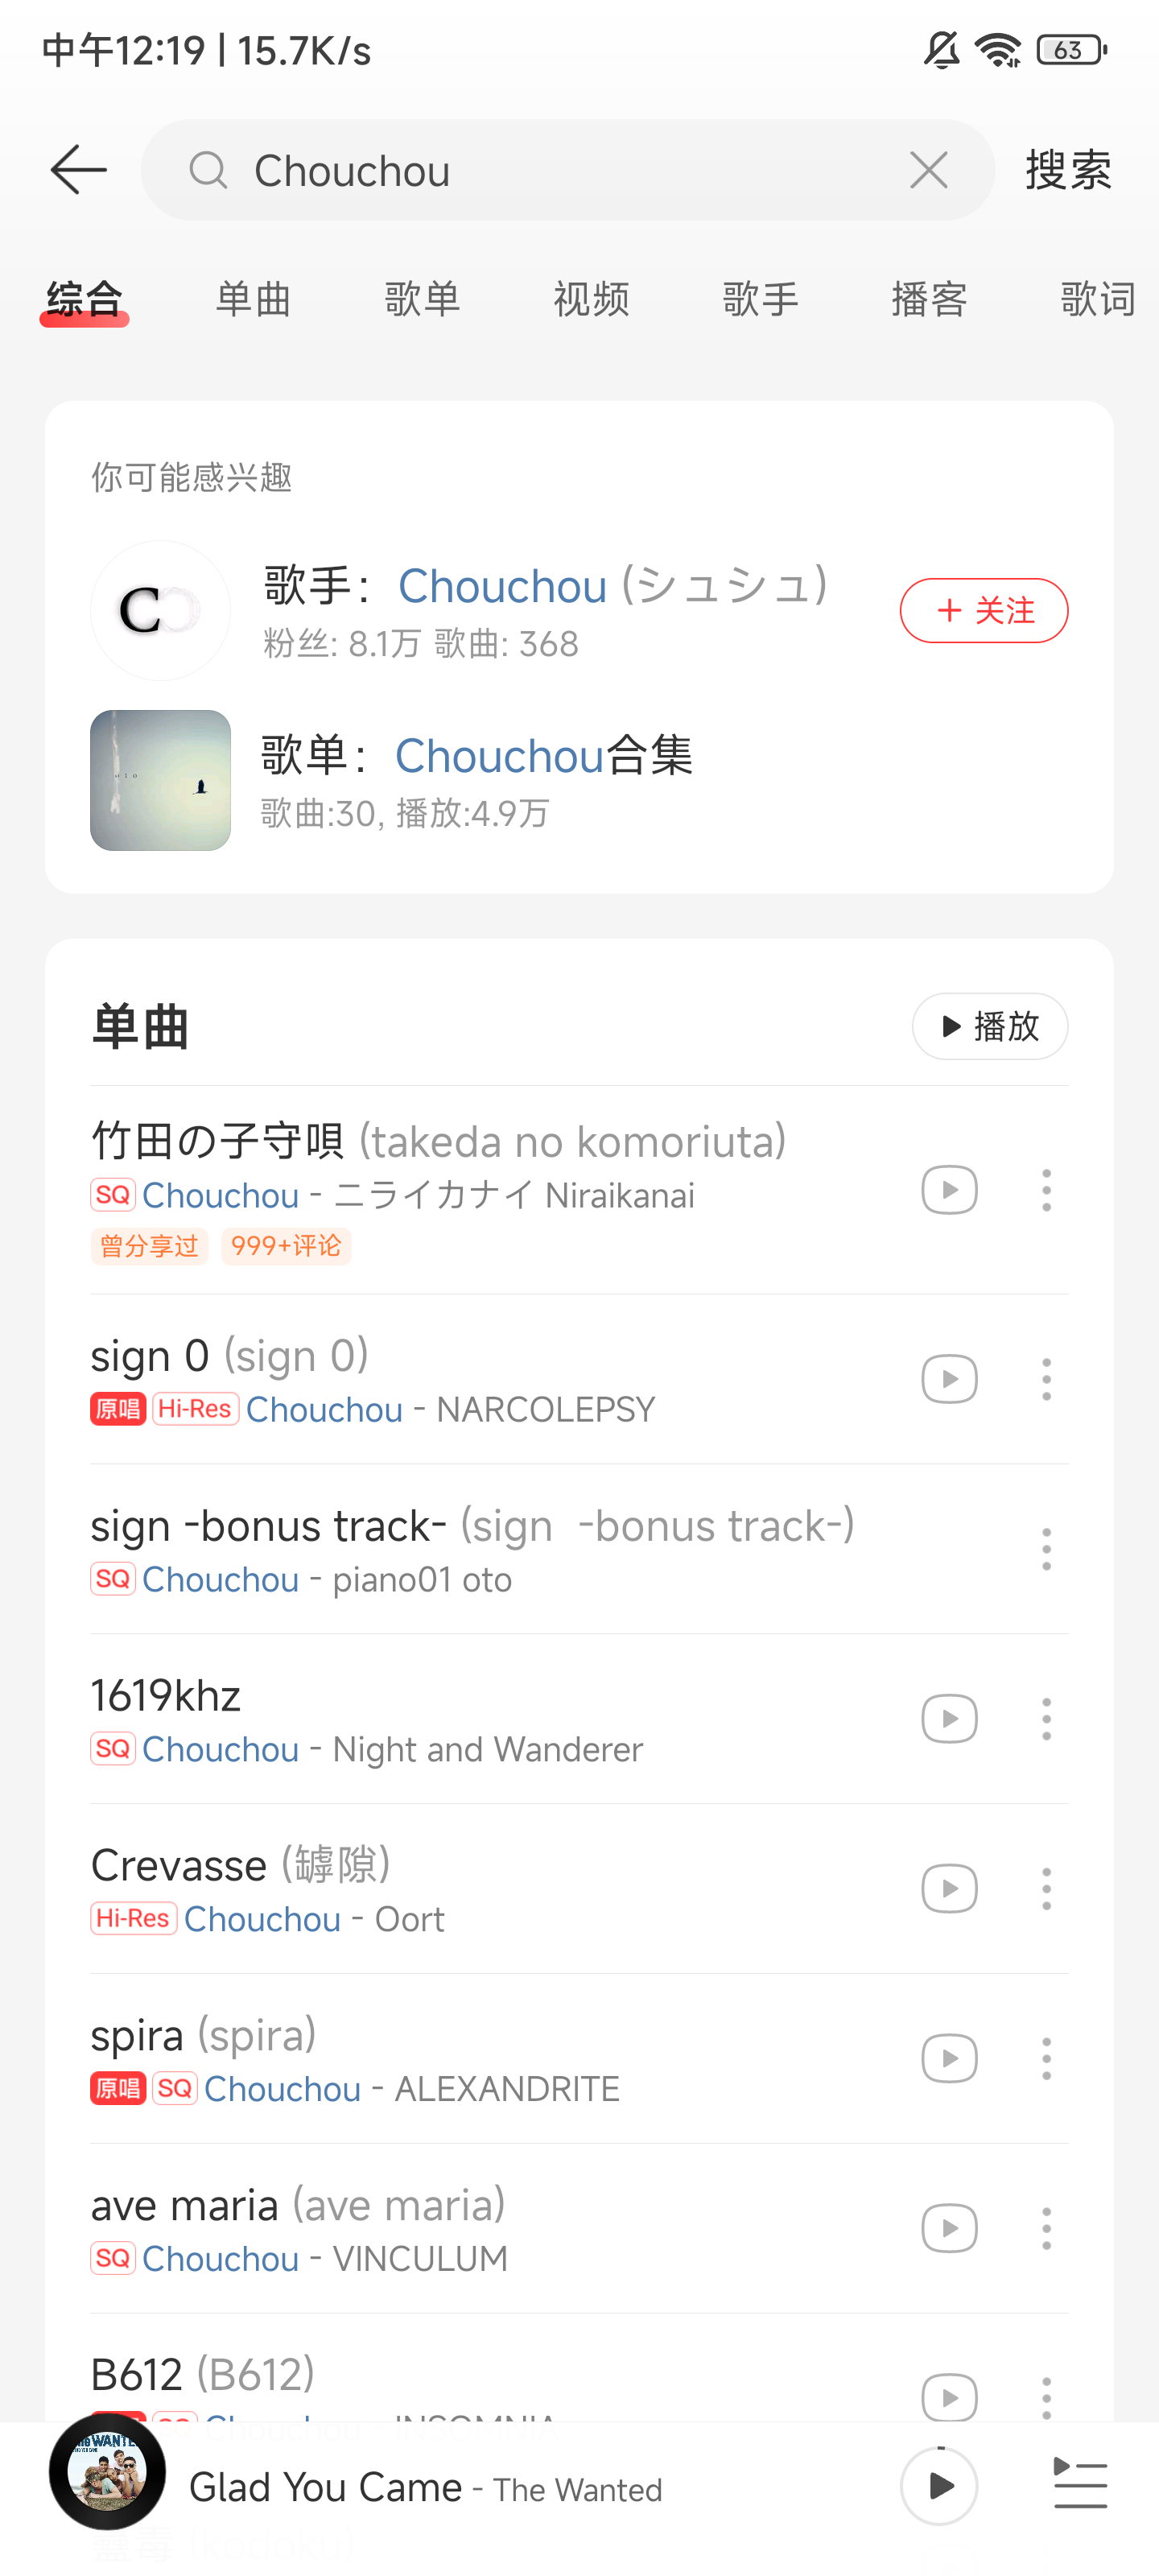 中午12:19 | 15.7K/s
63
Chouchou
搜索
综合 单曲 歌单 视频 歌手 播客 歌词
你可能感兴趣
歌手：Chouchou (シュシュ)
粉丝: 8.1万 歌曲: 368
+ 关注
歌单：Chouchou合集
歌曲:30, 播放:4.9万
单曲
播放
竹田の子守唄 (takeda no komoriuta)
SQ Chouchou - ニライカナイ Niraikanai
曾分享过 999+评论
sign 0 (sign 0)
原唱 Hi-Res Chouchou - NARCOLEPSY
sign -bonus track- (sign  -bonus track-)
SQ Chouchou - piano01 oto
1619khz
SQ Chouchou - Night and Wanderer
Crevasse (罅隙)
Hi-Res Chouchou - Oort
spira (spira)
原唱 SQ Chouchou - ALEXANDRITE
ave maria (ave maria)
SQ Chouchou - VINCULUM
B612 (B612)
Chouchou - INSOMNIA
Glad You Came - The Wanted
(kodoku)